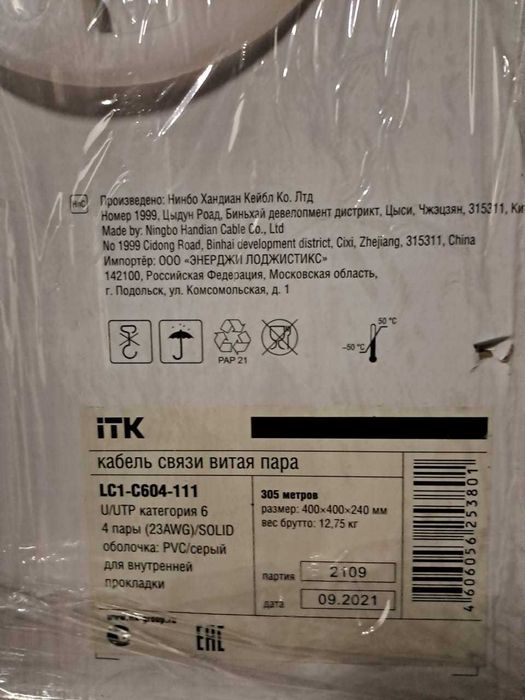 Произведено: Нинбо Хандиан Кейбл Ко. Лтд
Номер 1999, Цыдун Роад, Биньхай девелопмент дистрикт, Цыси, Чжэцзян, 315311, Ки
Made by: Ningbo Handian Cable Co., Ltd
No 1999 Cidong Road, Binhai development district, Cixi, Zhejiang, 315311, China
Импортёр: ООО «ЭНЕРДЖИ ЛОДЖИСТИКС»
142100, Российская Федерация, Московская область,
г. Подольск, ул. Комсомольская, д. 1
50 °C
-50 °C
PAP 21
iTK
кабель связи витая пара
LC1-C604-111
U/UTP категория 6
4 пары (23AWG)/SOLID
оболочка: PVC/серый
для внутренней
прокладки
305 метров
размер: 400×400×240 мм
вес брутто: 12,75 кг
партия 2109
дата 09.2021
4606056253801
EAC